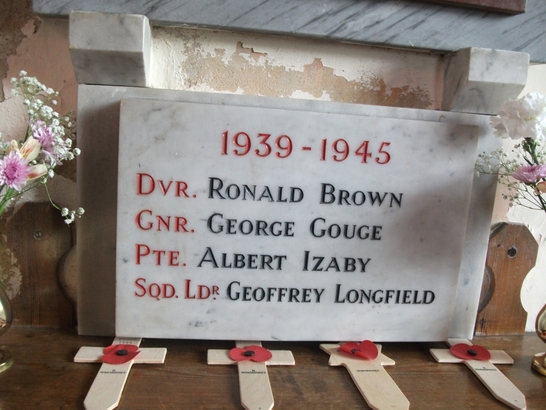 1939-1945
DVR. RONALD BROWN
GNR. GEORGE GOUGE
PTE. ALBERT IZABY
SQD. LDR. GEOFFREY LONGFIELD